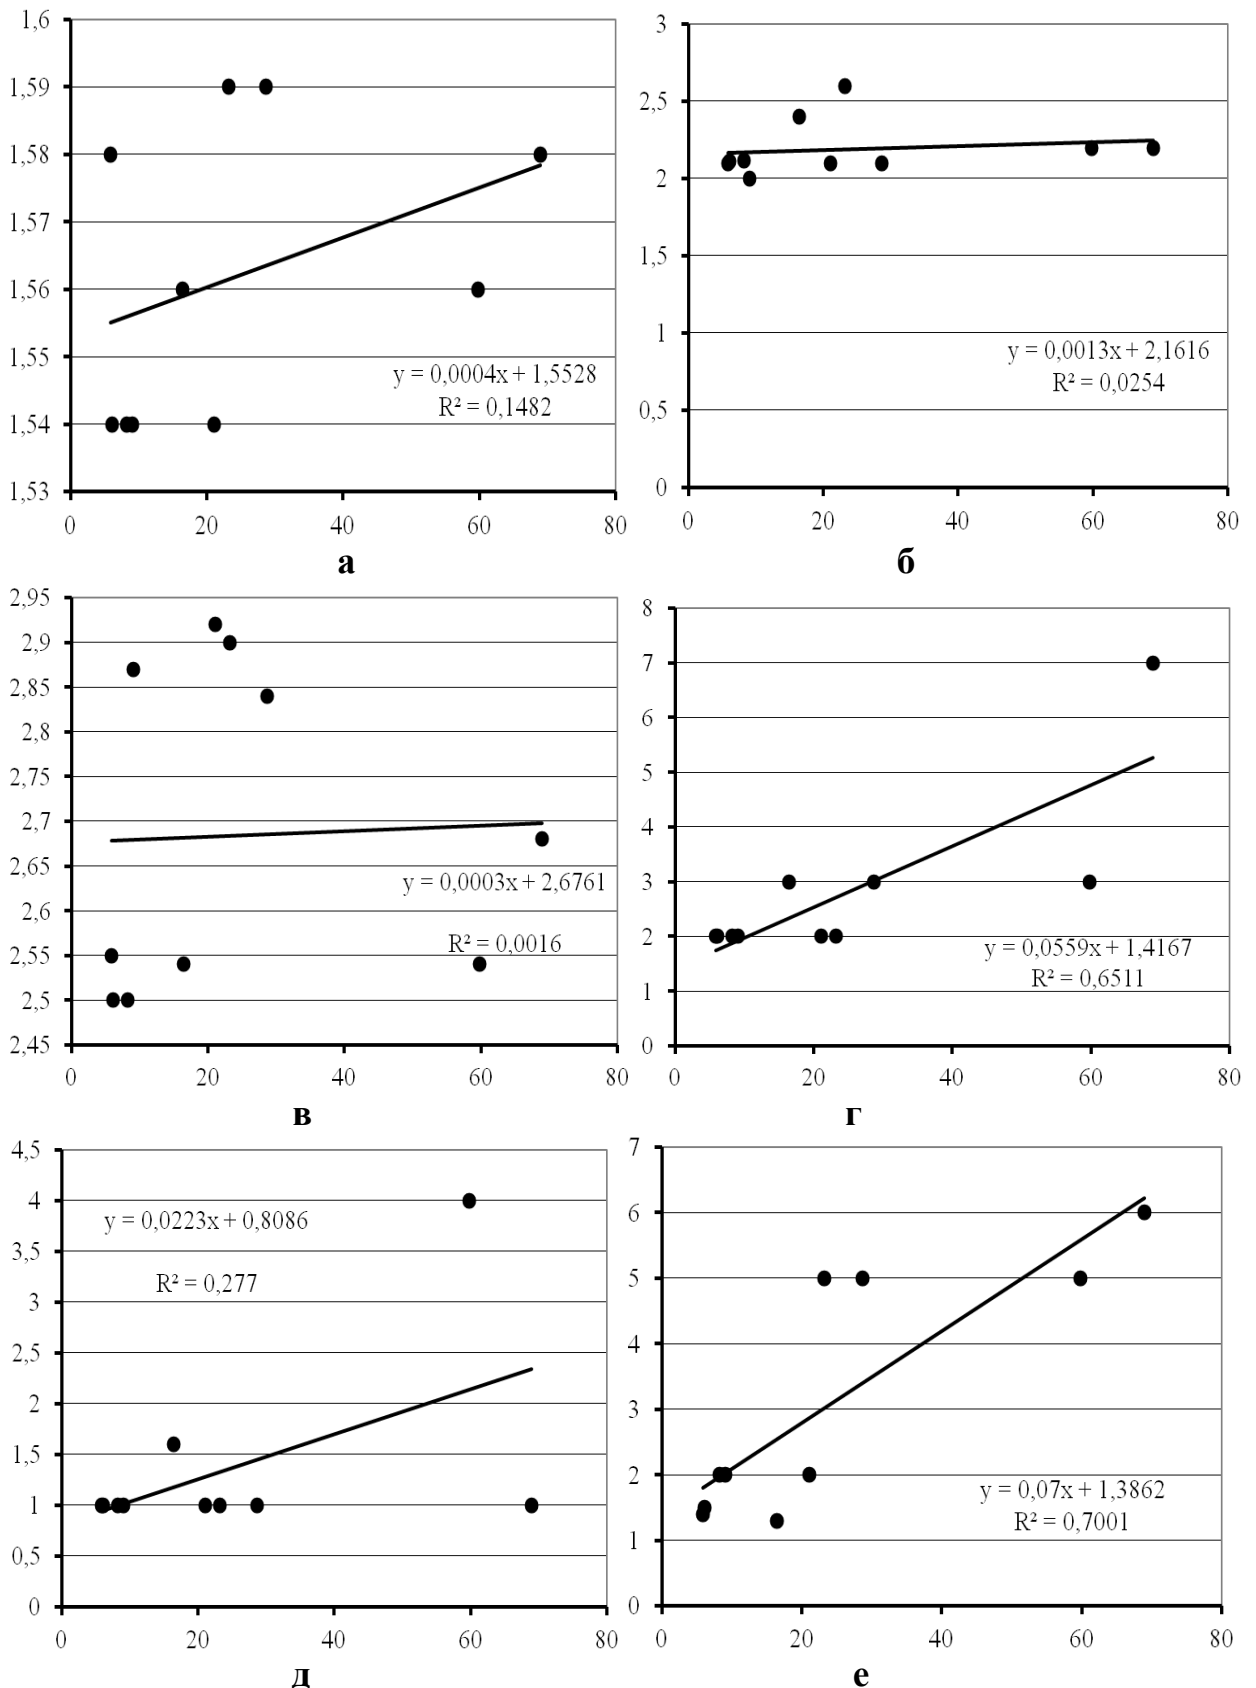 1,6
1,59
1,58
1,57
1,56
1,55
1,54
1,53
y = 0,0004x + 1,5528
R² = 0,1482
0 20 40 60 80
а
3
2,5
2
1,5
1
0,5
0
y = 0,0013x + 2,1616
R² = 0,0254
0 20 40 60 80
б
2,95
2,9
2,85
2,8
2,75
2,7
2,65
2,6
2,55
2,5
2,45
y = 0,0003x + 2,6761
R² = 0,0016
0 20 40 60 80
в
8
7
6
5
4
3
2
1
0
y = 0,0559x + 1,4167
R² = 0,6511
0 20 40 60 80
г
4,5
4
3,5
3
2,5
2
1,5
1
0,5
0
y = 0,0223x + 0,8086
R² = 0,277
0 20 40 60 80
д
7
6
5
4
3
2
1
0
y = 0,07x + 1,3862
R² = 0,7001
0 20 40 60 80
е